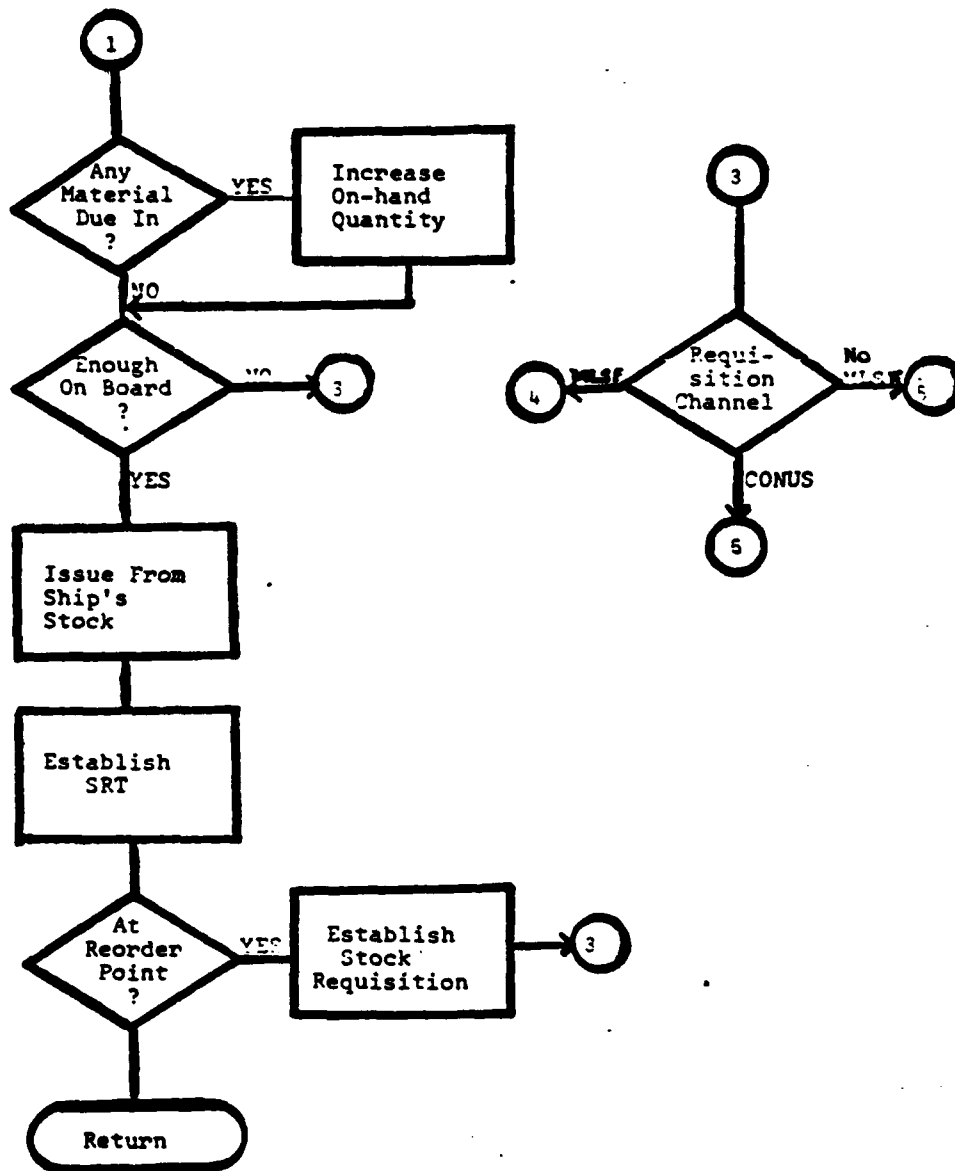 1
Any
Material
Due In
?
YES
Increase
On-hand
Quantity
NO
Enough
On Board
?
NO
3
YES
Issue From
Ship's
Stock
Establish
SRT
At
Reorder
Point
?
YES
Establish
Stock
Requisition
3
Return
3
Requi-
sition
Channel
4
No
5
CONUS